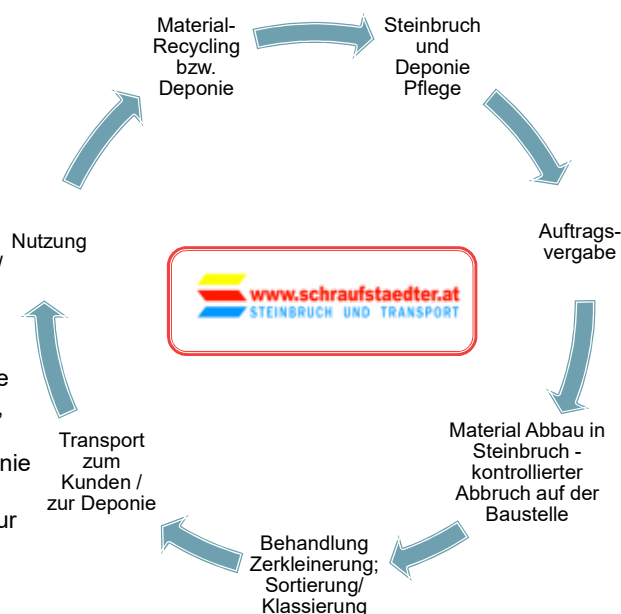 Material-
Recycling
bzw.
Deponie
Steinbruch
und
Deponie
Pflege
Auftrags-
vergabe
Material Abbau in
Steinbruch -
kontrollierter
Abbruch auf der
Baustelle
Behandlung
Zerkleinerung;
Sortierung/
Klassierung
Transport
zum
Kunden /
zur Deponie
Nutzung
www.schraufstaedter.at
STEINBRUCH UND TRANSPORT